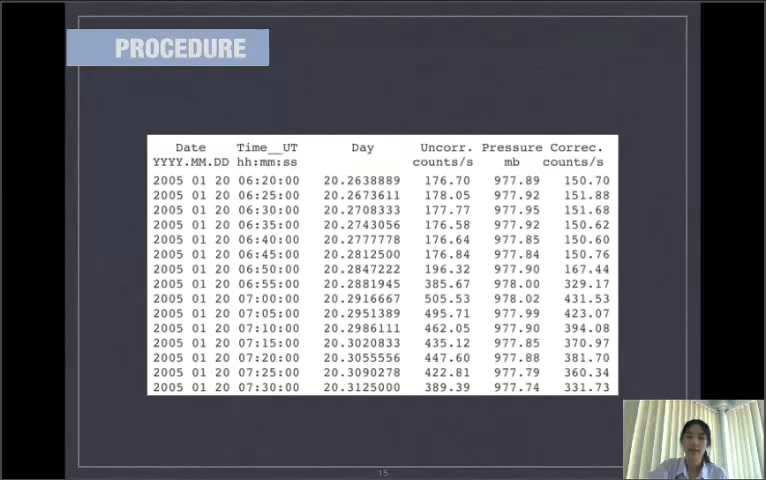 PROCEDURE
Date Time__UT Day Uncorr. Pressure Correc.
YYYY.MM.DD hh:mm:ss counts/s mb counts/s
2005 01 20 06:20:00 20.2638889 176.70 977.89 150.70
2005 01 20 06:25:00 20.2673611 178.05 977.92 151.88
2005 01 20 06:30:00 20.2708333 177.77 977.95 151.68
2005 01 20 06:35:00 20.2743056 176.58 977.92 150.62
2005 01 20 06:40:00 20.2777778 176.64 977.85 150.60
2005 01 20 06:45:00 20.2812500 176.84 977.84 150.76
2005 01 20 06:50:00 20.2847222 196.32 977.90 167.44
2005 01 20 06:55:00 20.2881945 385.67 978.00 329.17
2005 01 20 07:00:00 20.2916667 505.53 978.02 431.53
2005 01 20 07:05:00 20.2951389 495.71 977.99 423.07
2005 01 20 07:10:00 20.2986111 462.05 977.90 394.08
2005 01 20 07:15:00 20.3020833 435.12 977.85 370.97
2005 01 20 07:20:00 20.3055556 447.60 977.88 381.70
2005 01 20 07:25:00 20.3090278 422.81 977.79 360.34
2005 01 20 07:30:00 20.3125000 389.39 977.74 331.73
15